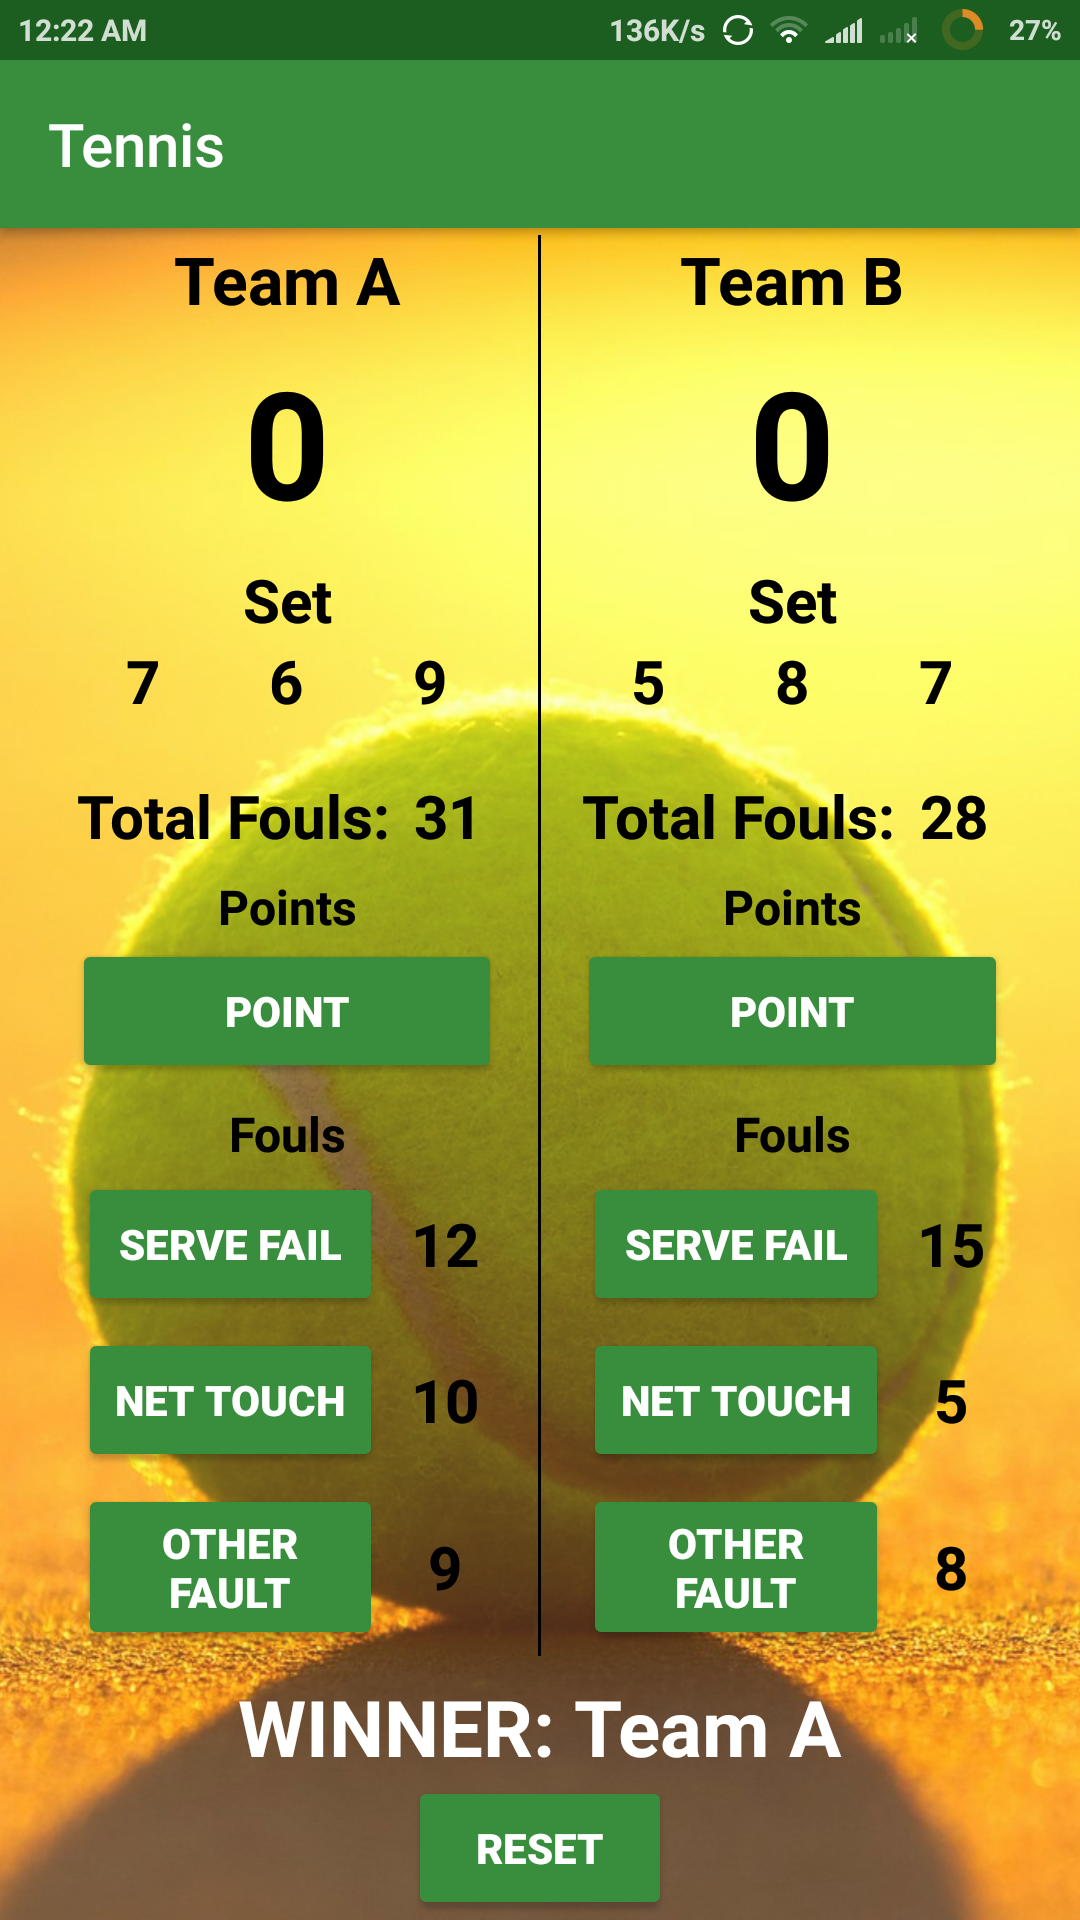 12:22 AM 136K/s 27%
Tennis
Team A Team B
0 0
Set Set
7 6 9 5 8 7
Total Fouls: 31 Total Fouls: 28
Points Points
POINT POINT
Fouls Fouls
SERVE FAIL 12 SERVE FAIL 15
NET TOUCH 10 NET TOUCH 5
OTHER FAULT 9 OTHER FAULT 8
WINNER: Team A
RESET